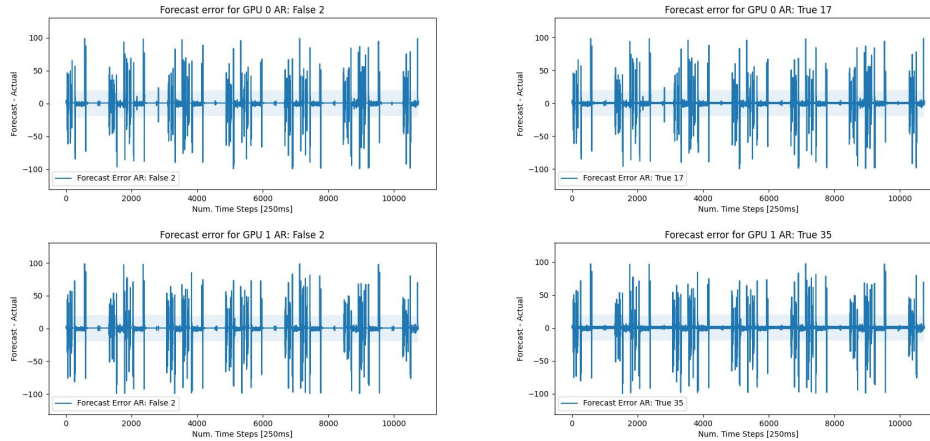 Forecast error for GPU 0 AR: False 2
Forecast - Actual
100
50
0
−50
−100
Forecast Error AR: False 2
0 2000 4000 6000 8000 10000
Num. Time Steps [250ms]
Forecast error for GPU 0 AR: True 17
Forecast - Actual
100
50
0
−50
−100
Forecast Error AR: True 17
0 2000 4000 6000 8000 10000
Num. Time Steps [250ms]
Forecast error for GPU 1 AR: False 2
Forecast - Actual
100
50
0
−50
−100
Forecast Error AR: False 2
0 2000 4000 6000 8000 10000
Num. Time Steps [250ms]
Forecast error for GPU 1 AR: True 35
Forecast - Actual
100
50
0
−50
−100
Forecast Error AR: True 35
0 2000 4000 6000 8000 10000
Num. Time Steps [250ms]